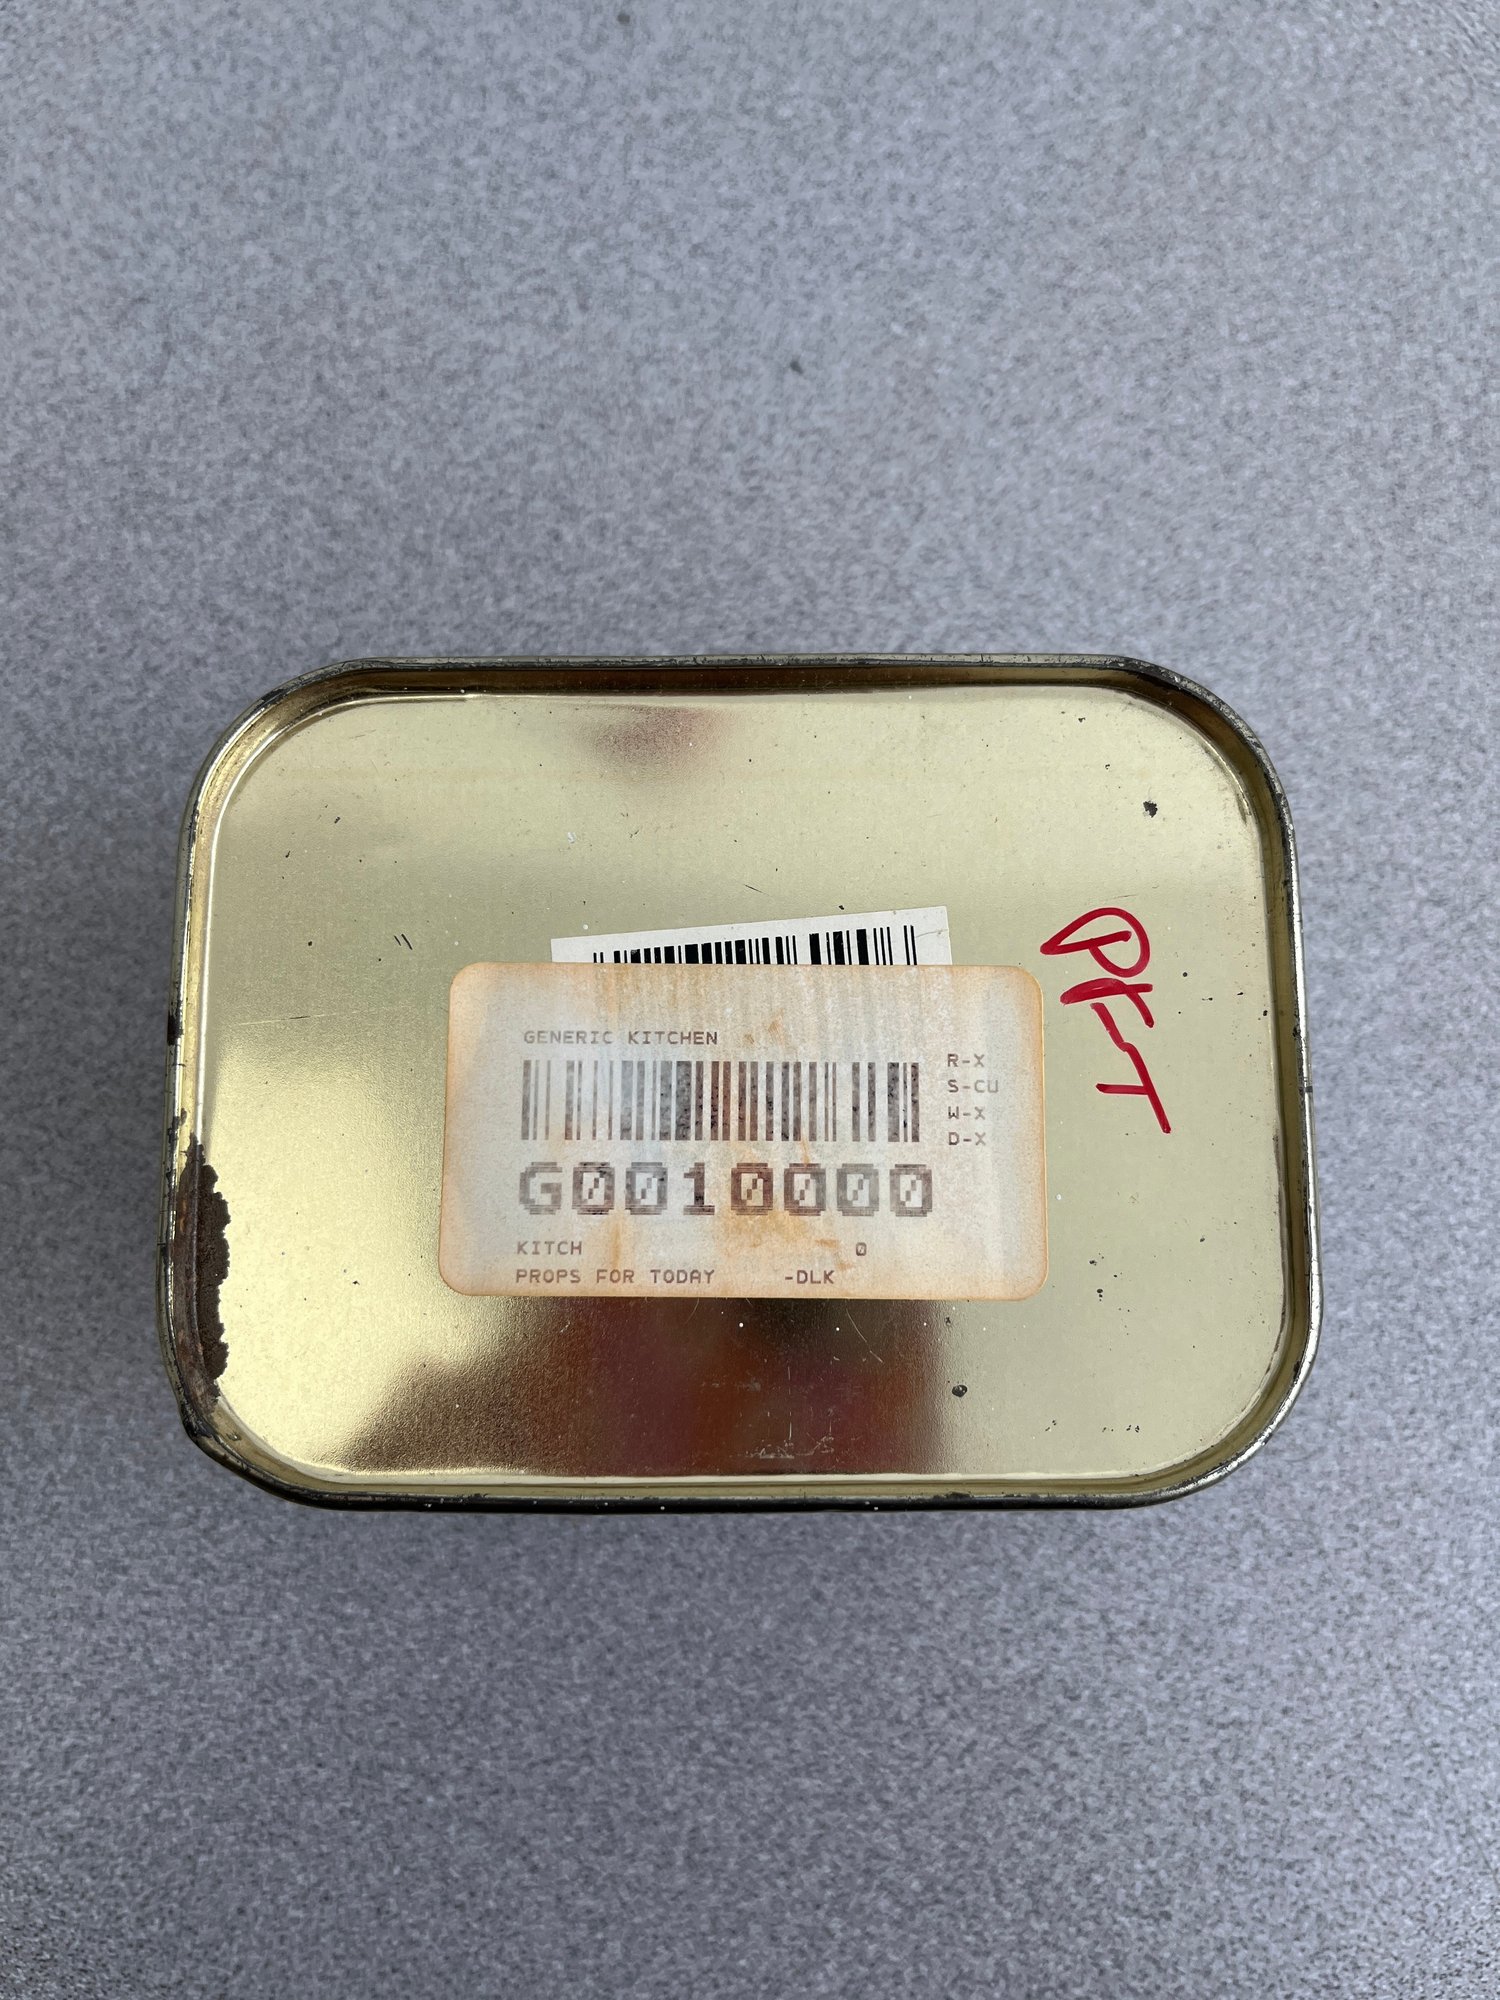 GENERIC KITCHEN
R-X
S-CU
W-X
D-X
G0010000
KITCH 0
PROPS FOR TODAY -DLK